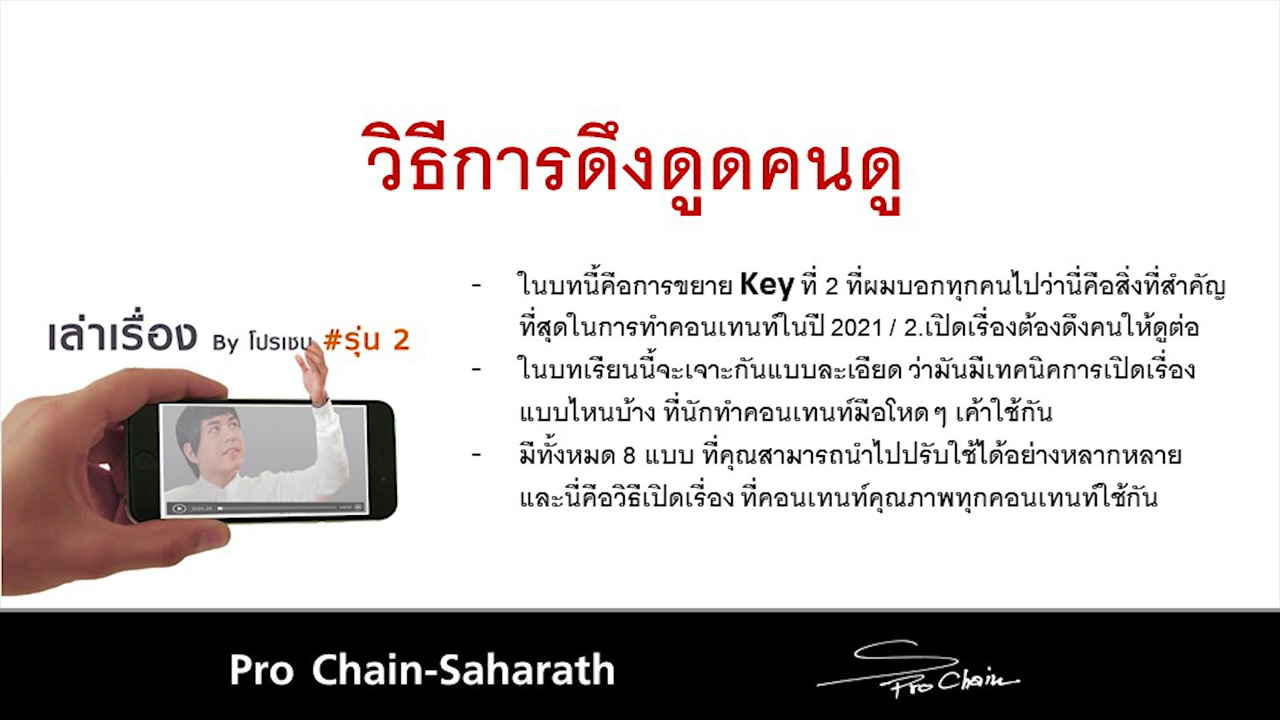 วิธีการดึงดูดคนดู
- ในบทนี้คือการขยาย Key ที่ 2 ที่ผมบอกทุกคนไปว่านี่คือสิ่งที่สำคัญ
ที่สุดในการทำคอนเทนท์ในปี 2021 / 2.เปิดเรื่องต้องดึงคนให้ดูต่อ
- ในบทเรียนนี้จะเจาะกันแบบละเอียด ว่ามันมีเทคนิคการเปิดเรื่อง
แบบไหนบ้าง ที่นักทำคอนเทนท์มือโหดๆ เค้าใช้กัน
- มีทั้งหมด 8 แบบ ที่คุณสามารถนำไปปรับใช้ได้อย่างหลากหลาย
และนี่คือวิธีเปิดเรื่อง ที่คอนเทนท์คุณภาพทุกคอนเทนท์ใช้กัน
เล่าเรื่อง By โปรเชน #รุ่น 2
Pro Chain-Saharath
Pro Chain